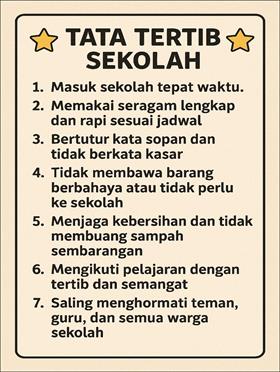 TATA TERTIB
SEKOLAH
1. Masuk sekolah tepat waktu.
2. Memakai seragam lengkap
dan rapi sesuai jadwal
3. Bertutur kata sopan dan
tidak berkata kasar
4. Tidak membawa barang
berbahaya atau tidak perlu
ke sekolah
5. Menjaga kebersihan dan tidak
membuang sampah
sembarangan
6. Mengikuti pelajaran dengan
tertib dan semangat
7. Saling menghormati teman,
guru, dan semua warga
sekolah